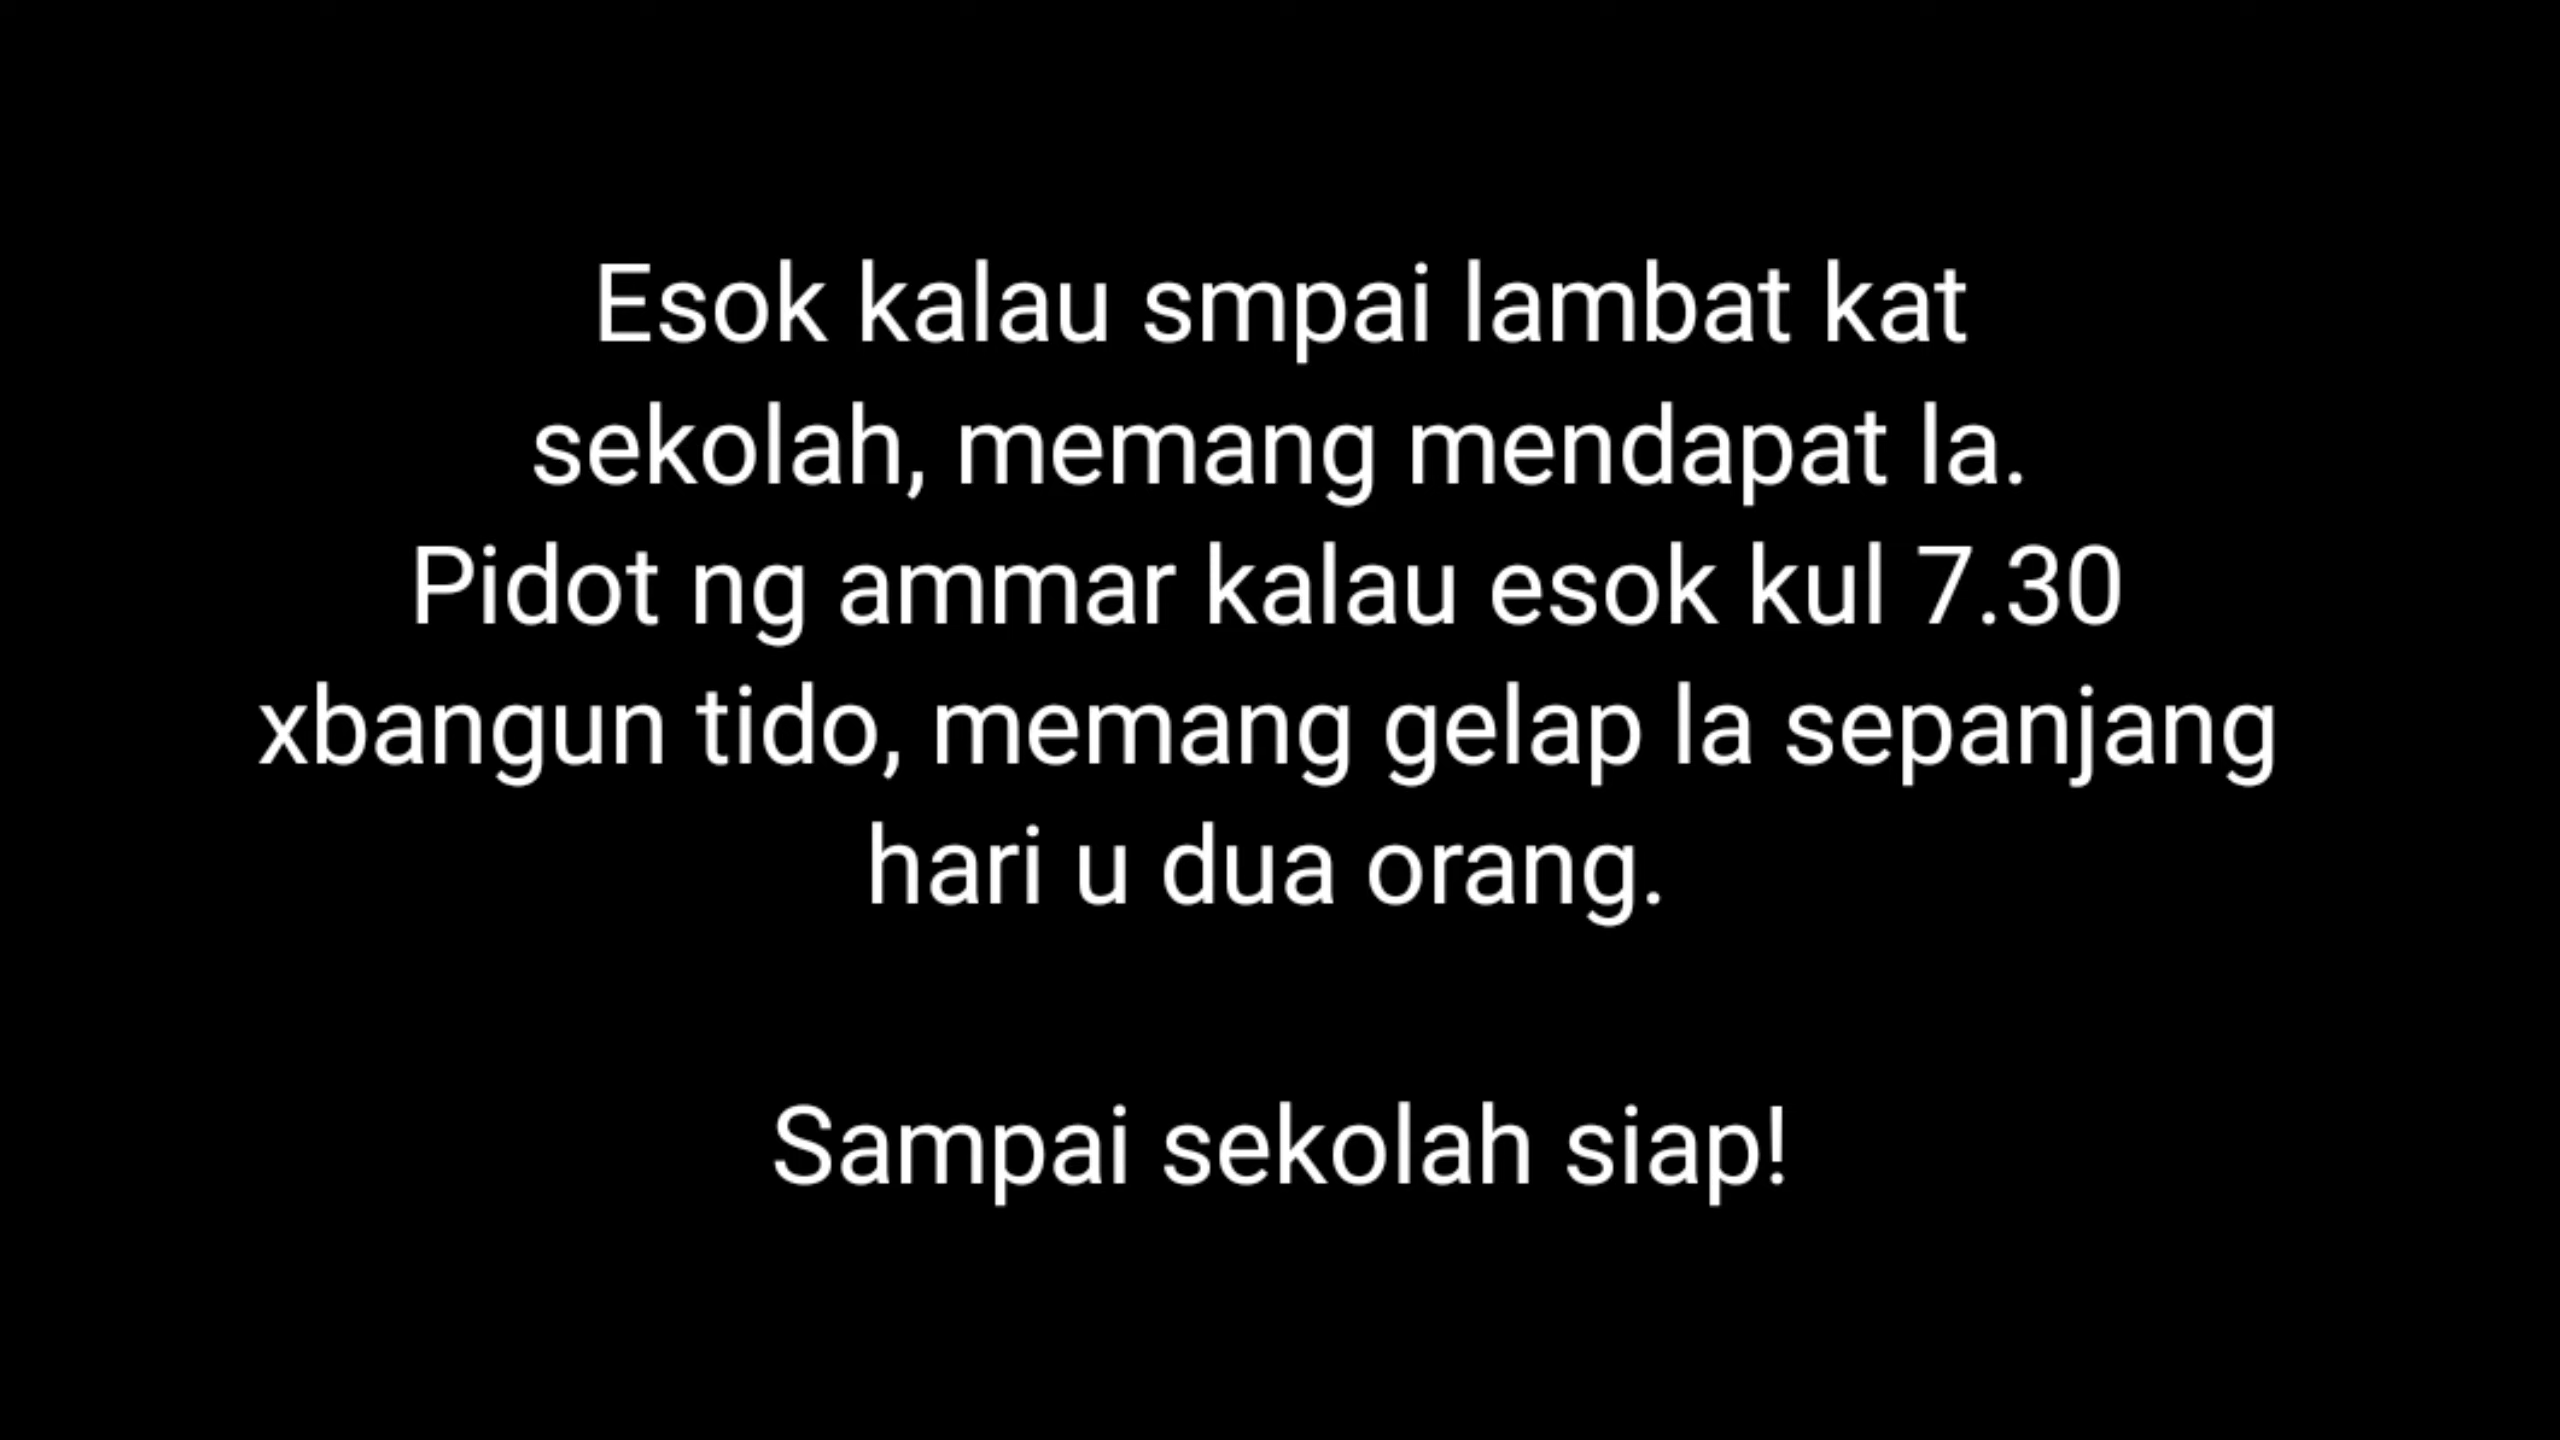 Esok kalau smpai lambat kat
sekolah, memang mendapat la.
Pidot ng ammar kalau esok kul 7.30
xbangun tido, memang gelap la sepanjang
hari u dua orang.
Sampai sekolah siap!